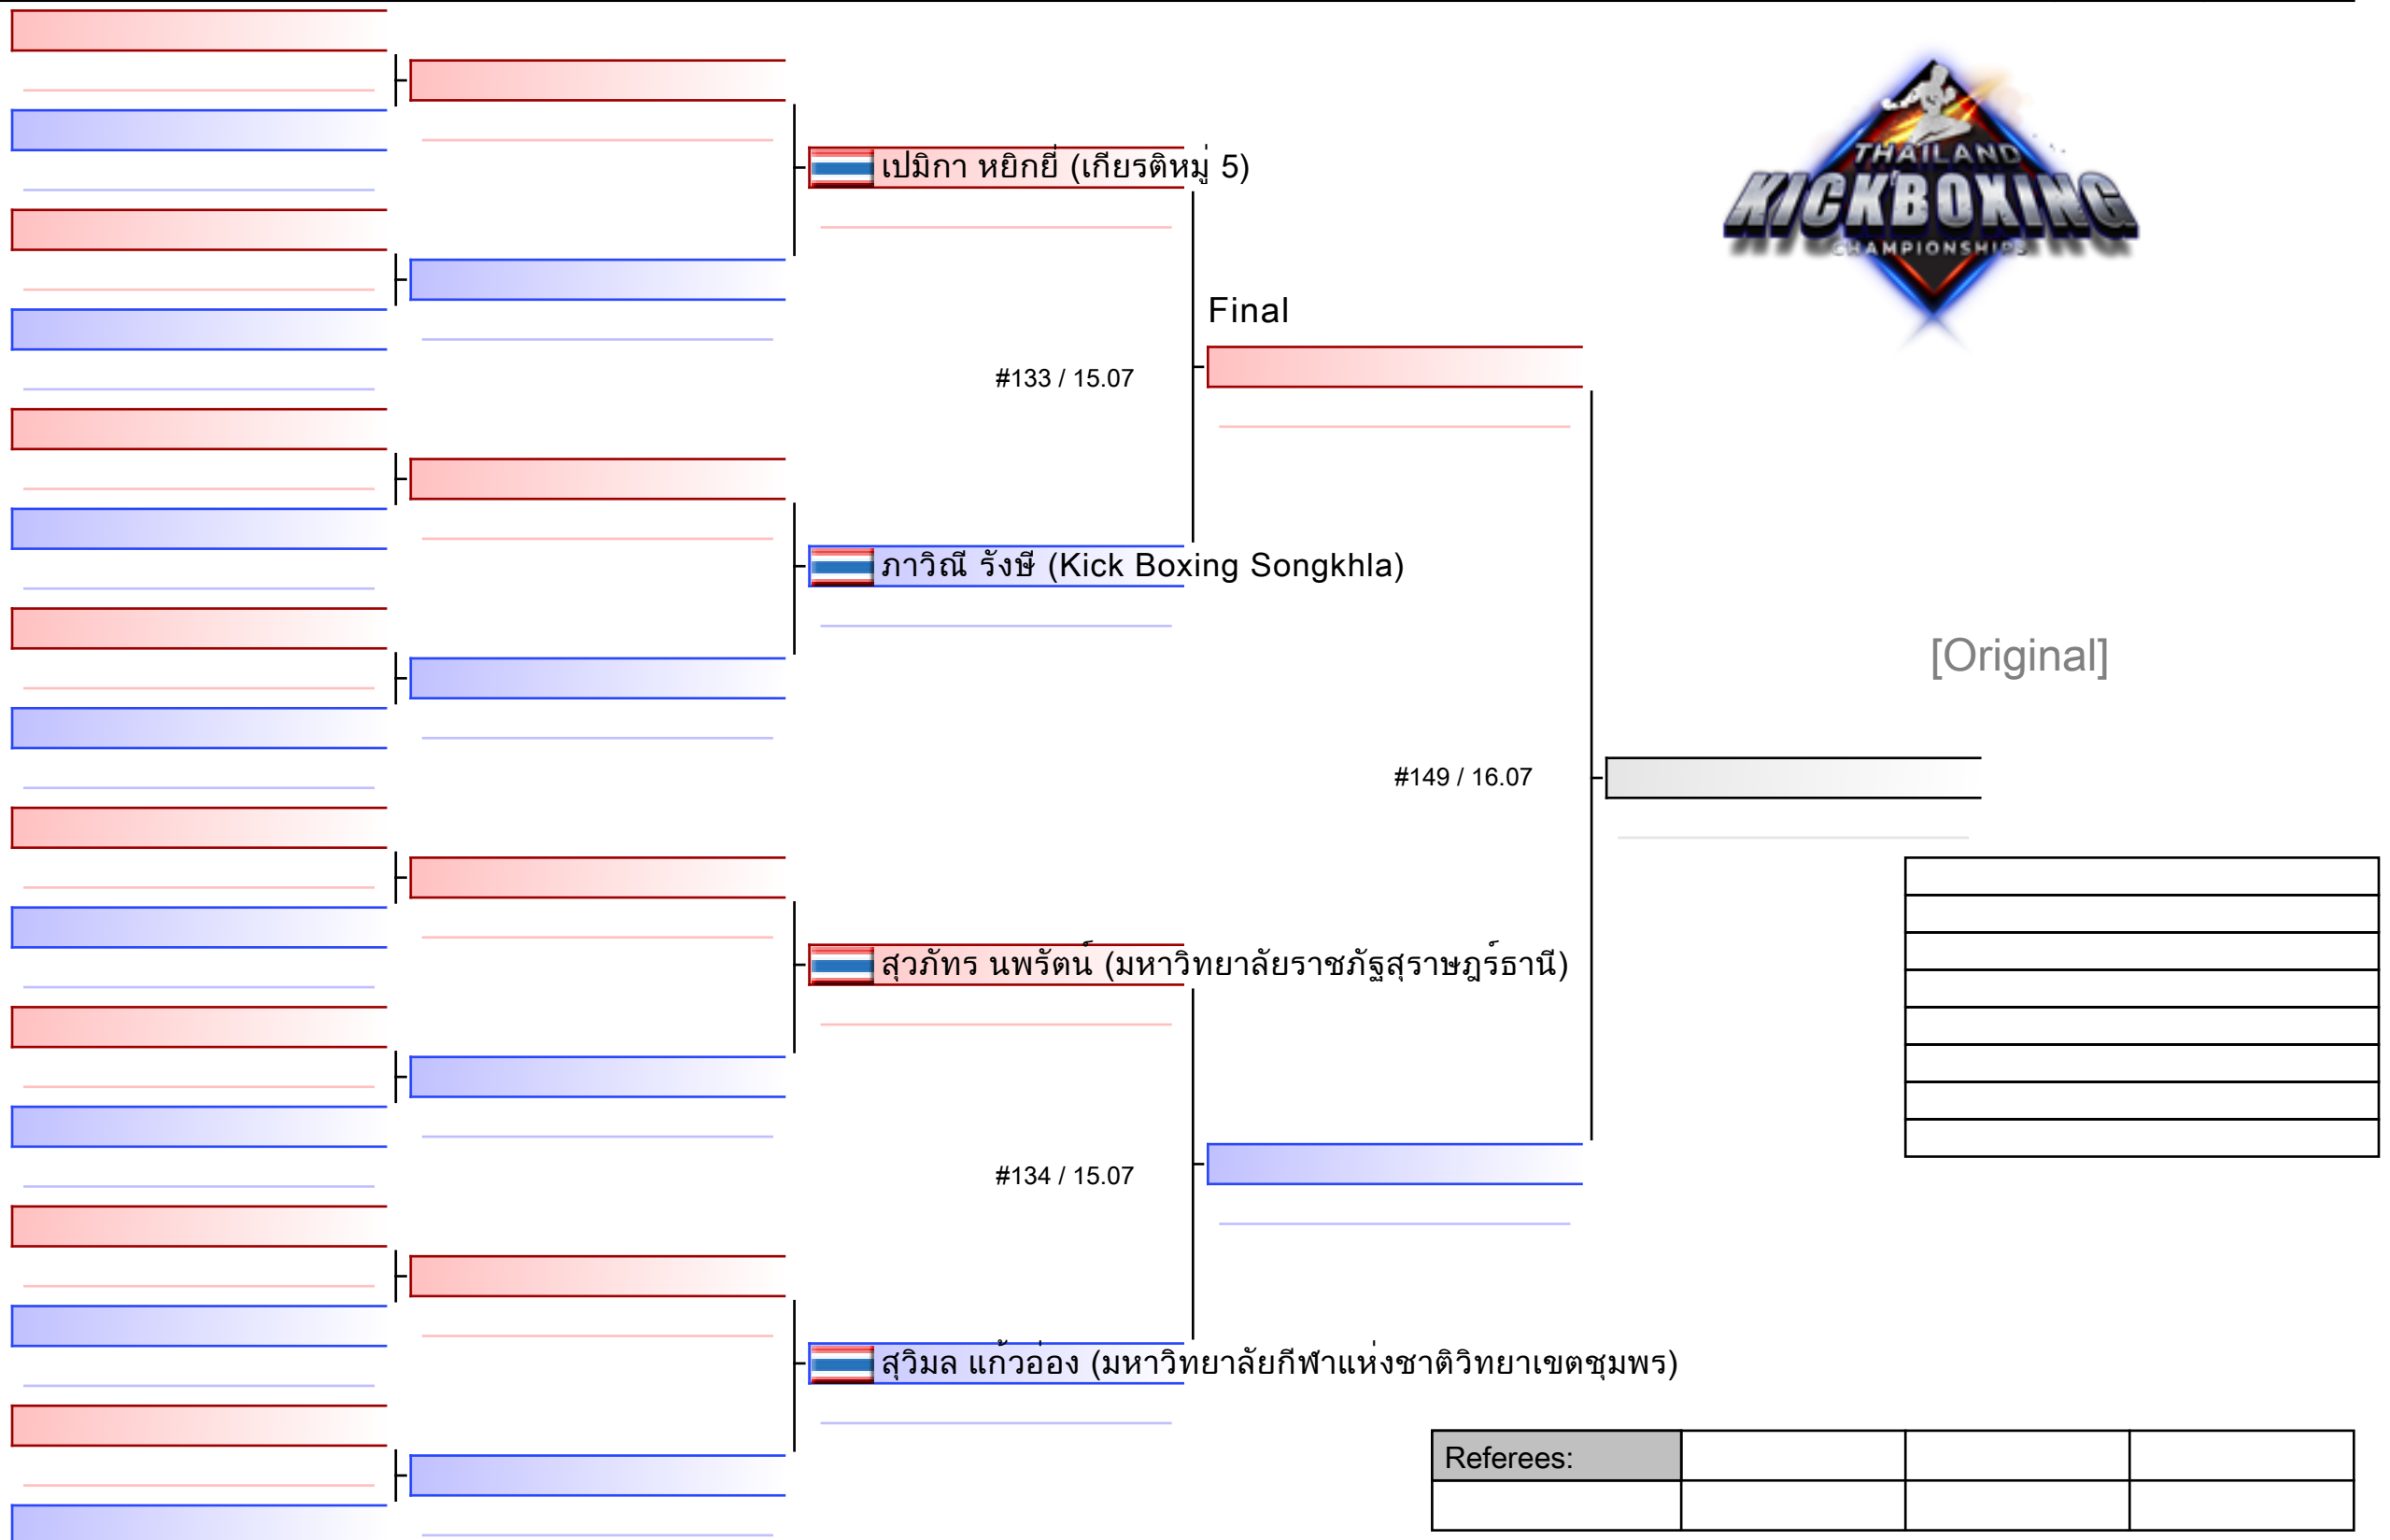 THAILAND
KICKBOXING
CHAMPIONSHIPS
เปมิกา หยิกยี่ (เกียรติหมู่ 5)
Final
#133 / 15.07
ภาวิณี รังษี (Kick Boxing Songkhla)
[Original]
#149 / 16.07
สุวภัทร นพรัตน์ (มหาวิทยาลัยราชภัฐสุราษฎร์ธานี)
#134 / 15.07
สุวิมล แก้วอ่อง (มหาวิทยาลัยกีฬาแห่งชาติวิทยาเขตชุมพร)
Referees: